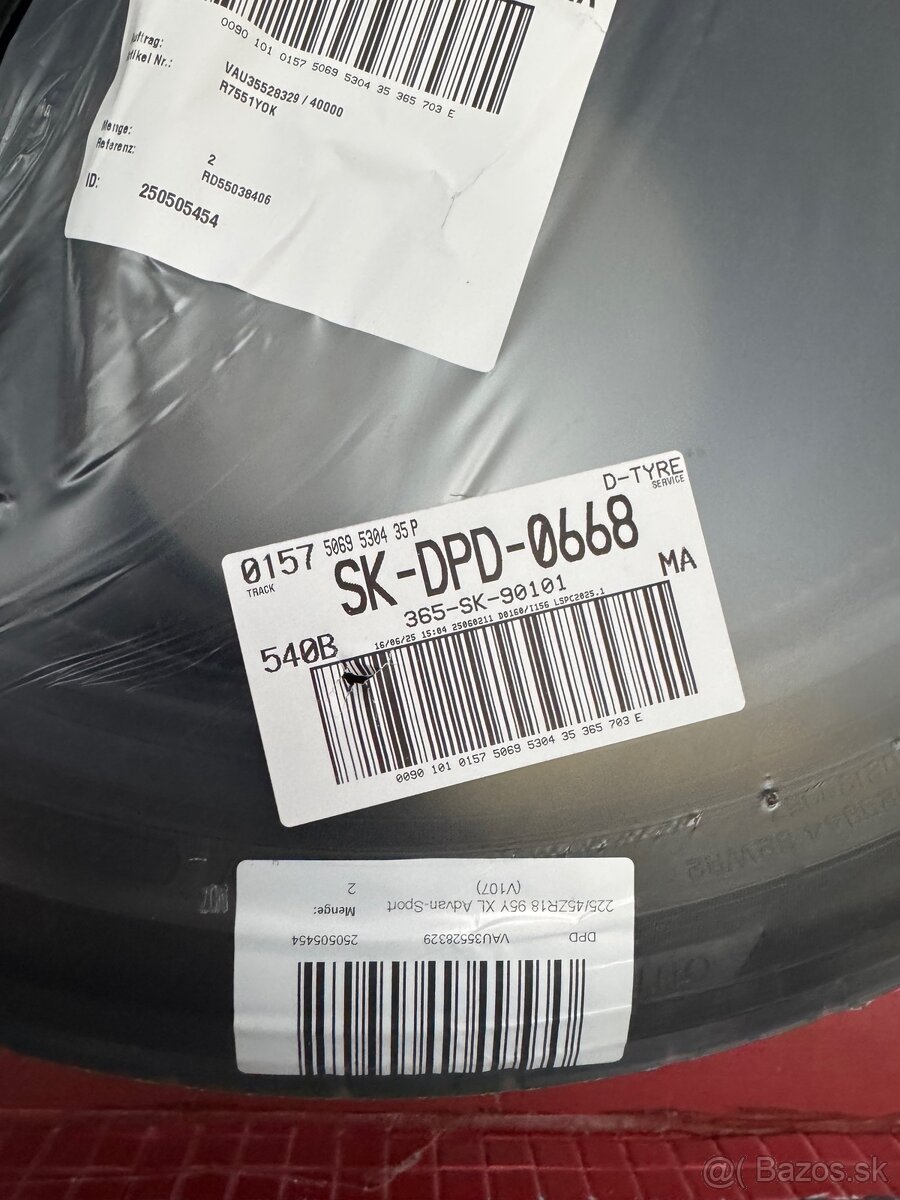 0090 101 0157 5069 5304 35 365 703 E
Auftrag:
VAU35528329 / 40000
Artikel Nr.:
R7551YOK
Menge:
2
Referenz:
RD55038406
ID:
250505454
D-TYRE
SERVICE
0157 5069 5304 35 P
TRACK
SK-DPD-0668
365-SK-90101
MA
540B
16/06/25 15:04 25060211 D0160/I156 LSPC2025.1
0090 101 0157 5069 5304 35 365 703 E
DPD VAU35528329 250505454
225/45ZR18 95Y XL Advan-Sport Menge:
(V107) 2
@( Bazos.sk